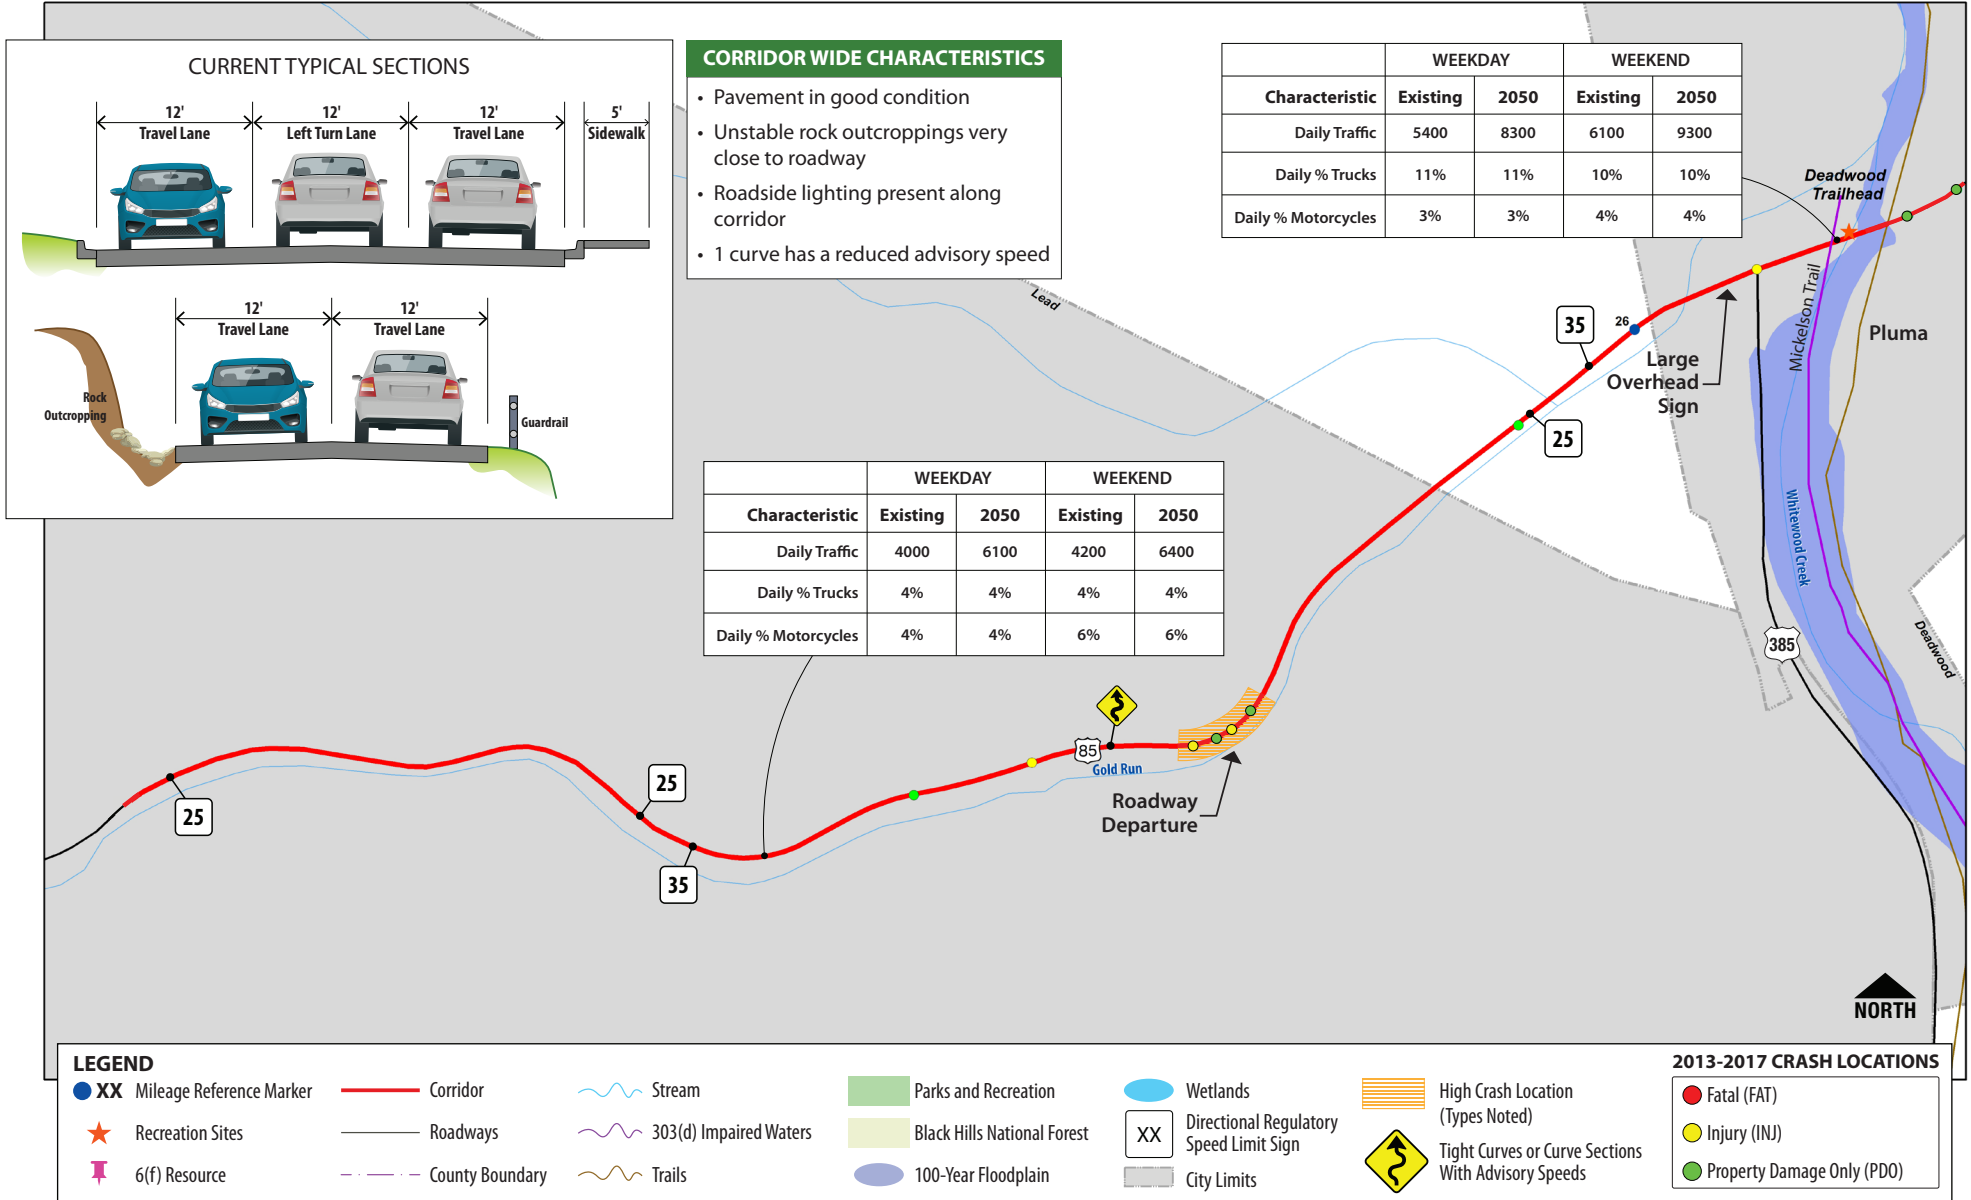 CURRENT TYPICAL SECTIONS
12' 12' 12' 5'
Travel Lane Left Turn Lane Travel Lane Sidewalk
12' 12'
Travel Lane Travel Lane
Rock
Outcropping
Guardrail
CORRIDOR WIDE CHARACTERISTICS
• Pavement in good condition
• Unstable rock outcroppings very
close to roadway
• Roadside lighting present along
corridor
• 1 curve has a reduced advisory speed
WEEKDAY WEEKEND
Characteristic Existing 2050 Existing 2050
Daily Traffic 5400 8300 6100 9300
Daily % Trucks 11% 11% 10% 10%
Daily % Motorcycles 3% 3% 4% 4%
Deadwood
Trailhead
Mickelson Trail
Pluma
Lead
35
26
Large
Overhead
Sign
25
Whitewood Creek
385
Deadwood
WEEKDAY WEEKEND
Characteristic Existing 2050 Existing 2050
Daily Traffic 4000 6100 4200 6400
Daily % Trucks 4% 4% 4% 4%
Daily % Motorcycles 4% 4% 6% 6%
85
Gold Run
Roadway
Departure
25
25
35
NORTH
LEGEND
XX Mileage Reference Marker
Recreation Sites
6(f) Resource
Corridor
Roadways
County Boundary
Stream
303(d) Impaired Waters
Trails
Parks and Recreation
Black Hills National Forest
100-Year Floodplain
Wetlands
XX Directional Regulatory
Speed Limit Sign
City Limits
High Crash Location
(Types Noted)
Tight Curves or Curve Sections
With Advisory Speeds
2013-2017 CRASH LOCATIONS
Fatal (FAT)
Injury (INJ)
Property Damage Only (PDO)